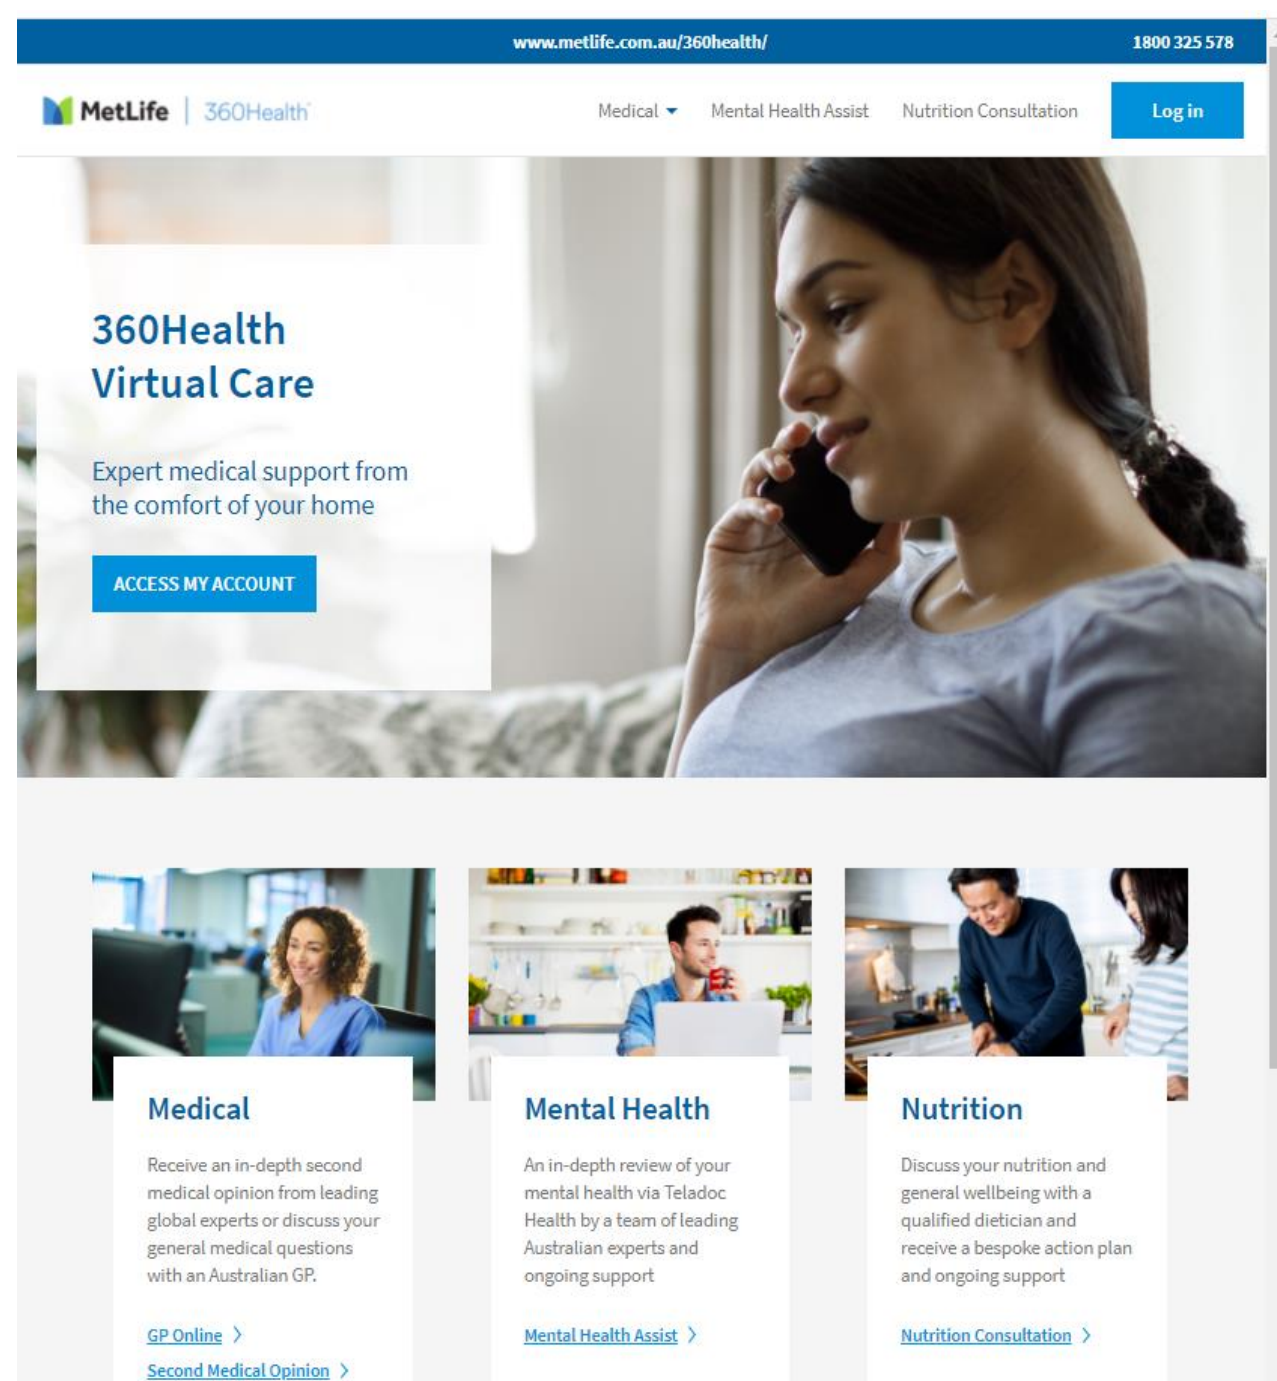 www.metlife.com.au/360health/
1800 325 578
MetLife | 360Health
Medical
Mental Health Assist
Nutrition Consultation
Log in
360Health
Virtual Care
Expert medical support from
the comfort of your home
ACCESS MY ACCOUNT
Medical
Receive an in-depth second
medical opinion from leading
global experts or discuss your
general medical questions
with an Australian GP.
GP Online
Second Medical Opinion
Mental Health
An in-depth review of your
mental health via Teladoc
Health by a team of leading
Australian experts and
ongoing support
Mental Health Assist
Nutrition
Discuss your nutrition and
general wellbeing with a
qualified dietician and
receive a bespoke action plan
and ongoing support
Nutrition Consultation